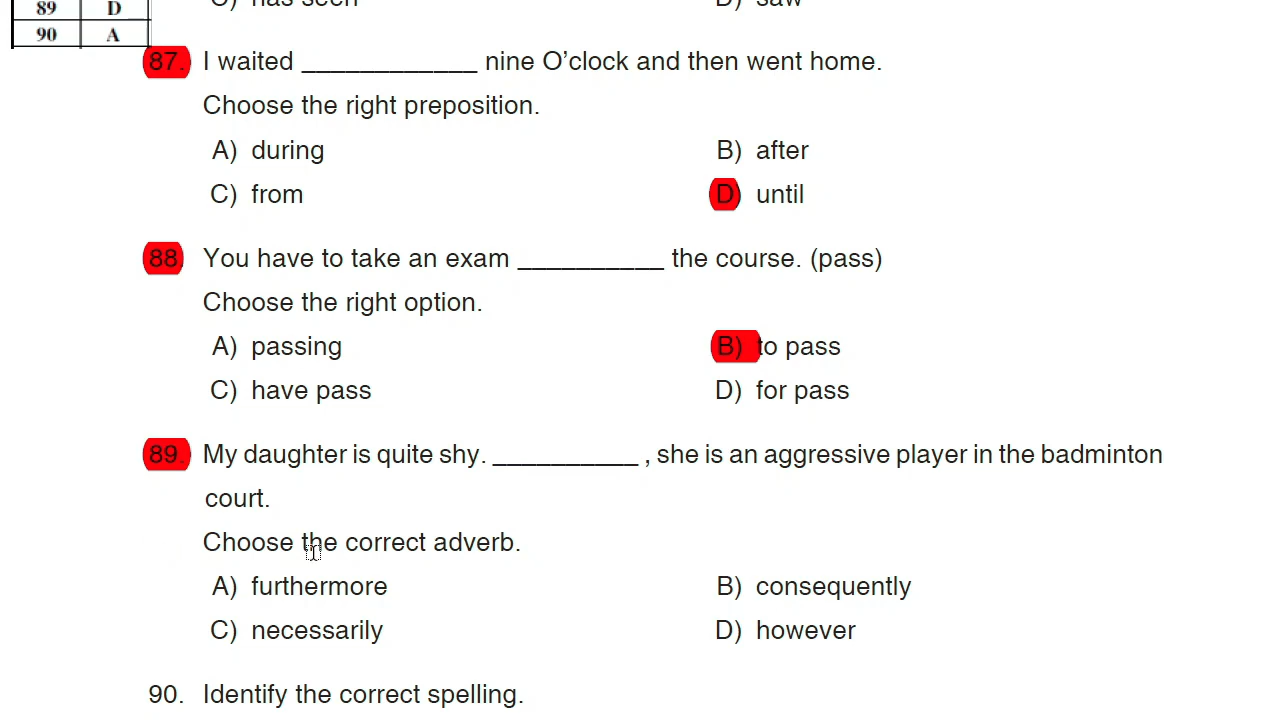 C) has seen
D) saw
89 D
90 A
87. I waited ____________ nine O’clock and then went home.
Choose the right preposition.
A) during
B) after
C) from
D) until
88 You have to take an exam __________ the course. (pass)
Choose the right option.
A) passing
B) to pass
C) have pass
D) for pass
89. My daughter is quite shy. __________ , she is an aggressive player in the badminton
court.
Choose the correct adverb.
A) furthermore
B) consequently
C) necessarily
D) however
90. Identify the correct spelling.